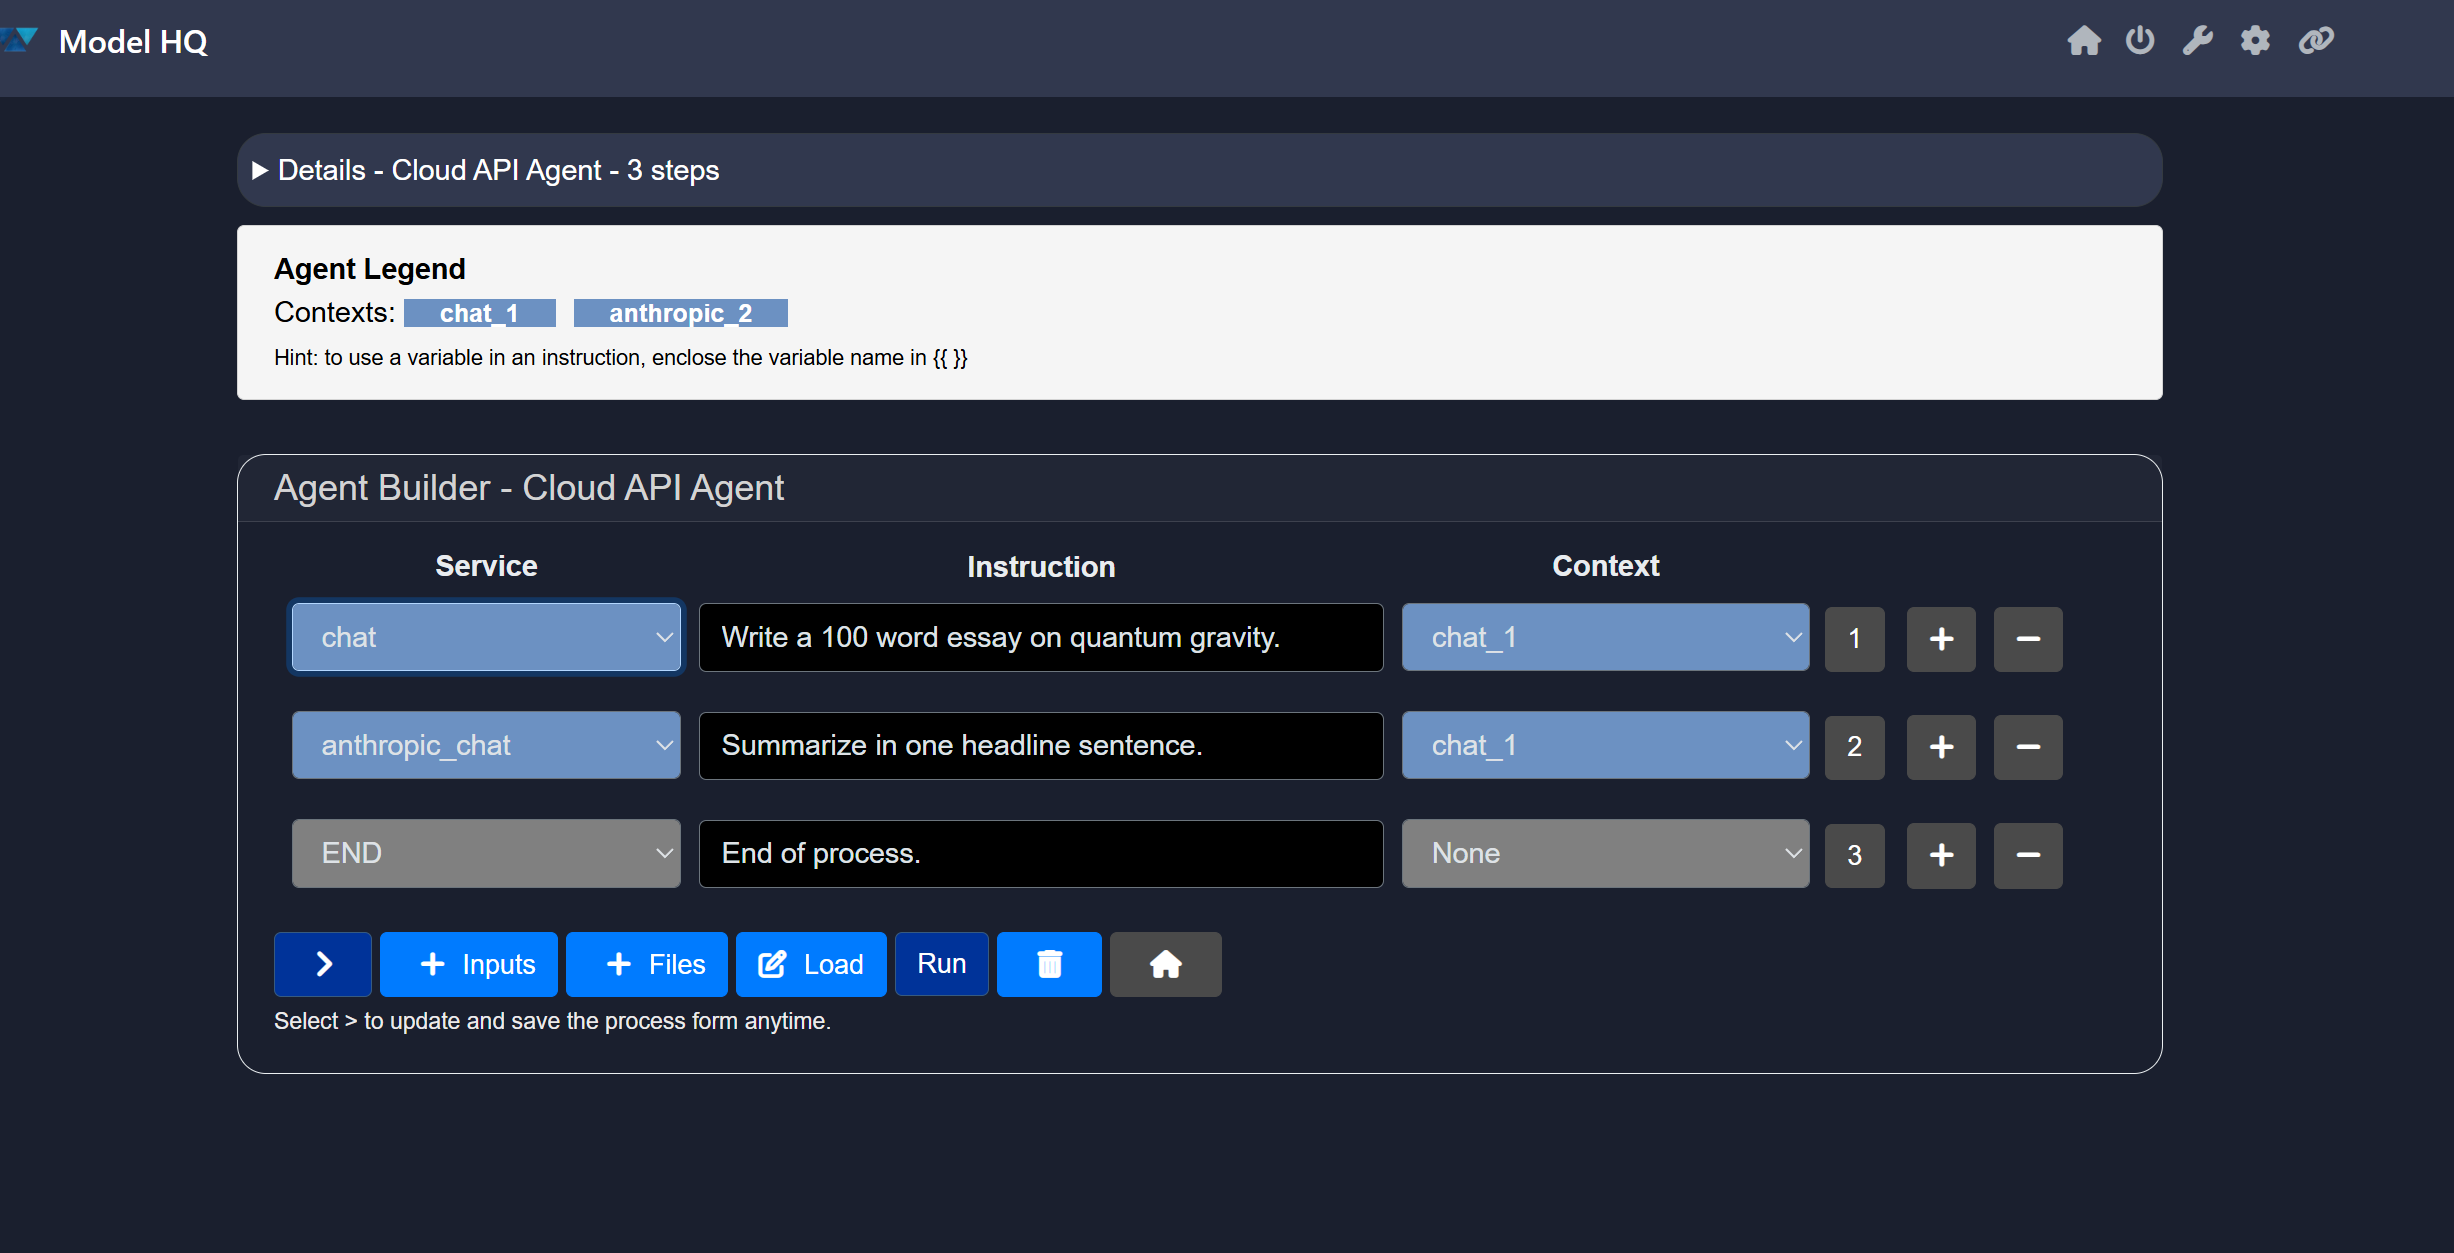 Model HQ
▶ Details - Cloud API Agent - 3 steps
Agent Legend
Contexts: chat_1 anthropic_2
Hint: to use a variable in an instruction, enclose the variable name in {{ }}
Agent Builder - Cloud API Agent
Service Instruction Context
chat Write a 100 word essay on quantum gravity. chat_1 1 + −
anthropic_chat Summarize in one headline sentence. chat_1 2 + −
END End of process. None 3 + −
> + Inputs + Files Load Run
Select > to update and save the process form anytime.